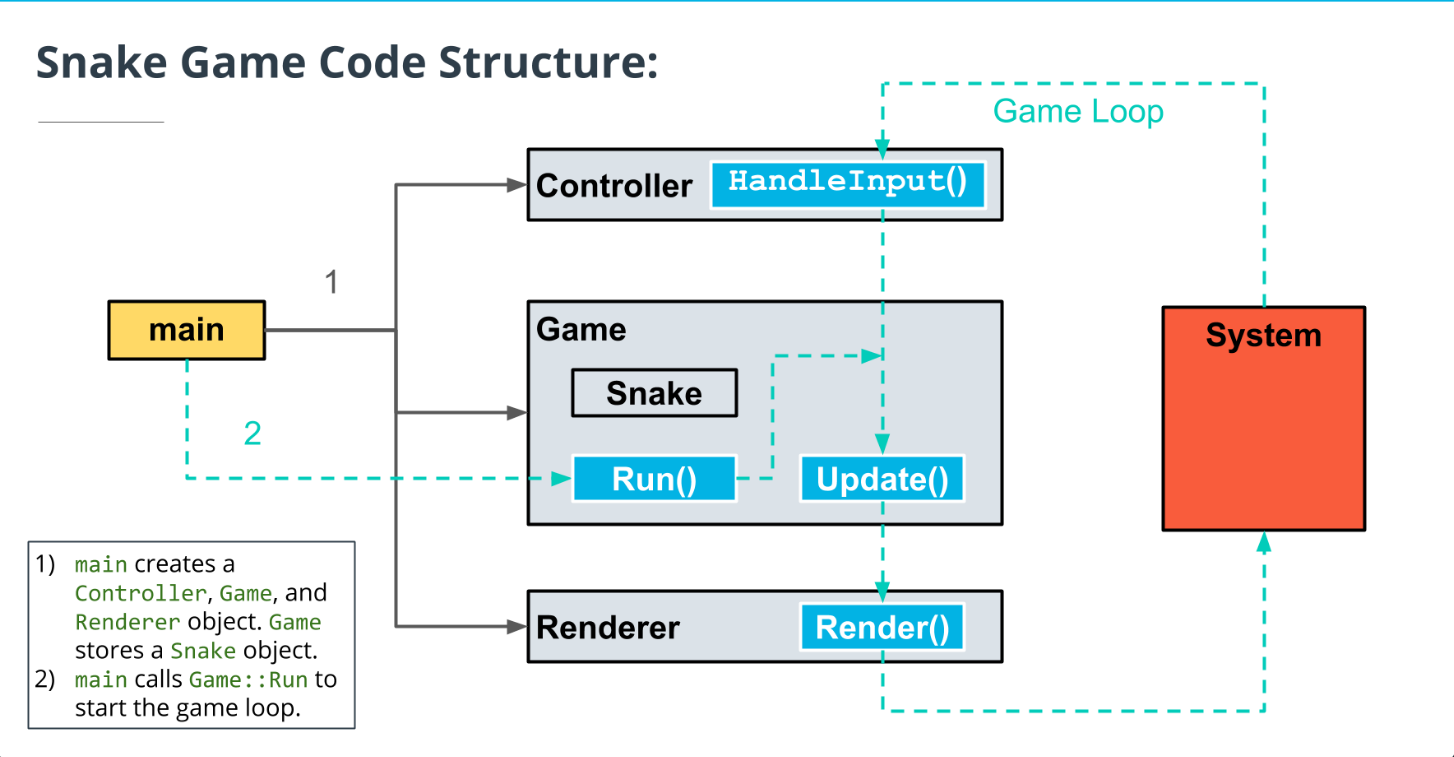 Snake Game Code Structure:
Game Loop
Controller
HandleInput()
1
main
Game
System
Snake
2
Run()
Update()
1) main creates a
Controller, Game, and
Renderer object. Game
stores a Snake object.
2) main calls Game::Run to
start the game loop.
Renderer
Render()